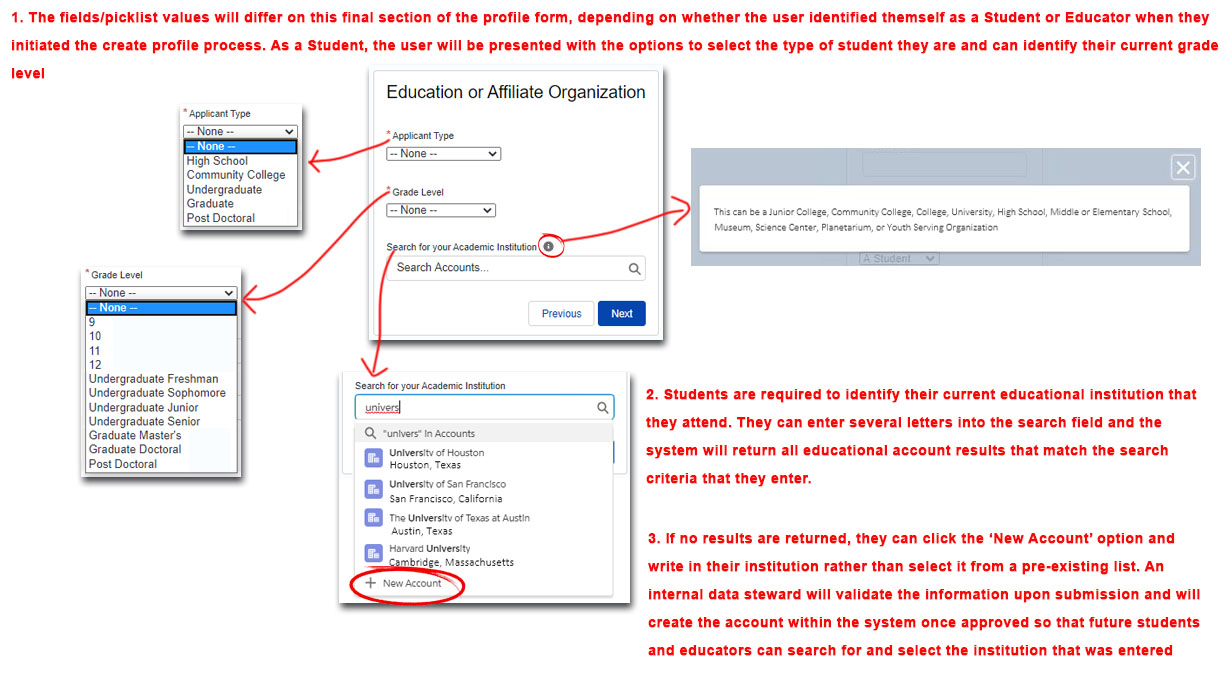 1. The fields/picklist values will differ on this final section of the profile form, depending on whether the user identified themself as a Student or Educator when they
initiated the create profile process. As a Student, the user will be presented with the options to select the type of student they are and can identify their current grade
level
* Applicant Type
-- None --
-- None --
High School
Community College
Undergraduate
Graduate
Post Doctoral
Education or Affiliate Organization
* Applicant Type
-- None --
* Grade Level
-- None --
Search for your Academic Institution
Search Accounts...
Previous Next
This can be a Junior College, Community College, College, University, High School, Middle or Elementary School,
Museum, Science Center, Planetarium, or Youth Serving Organization
A Student
* Grade Level
-- None --
-- None --
9
10
11
12
Undergraduate Freshman
Undergraduate Sophomore
Undergraduate Junior
Undergraduate Senior
Graduate Master's
Graduate Doctoral
Post Doctoral
Search for your Academic Institution
univers
"univers" in Accounts
University of Houston
Houston, Texas
University of San Francisco
San Francisco, California
The University of Texas at Austin
Austin, Texas
Harvard University
Cambridge, Massachusetts
+ New Account
2. Students are required to identify their current educational institution that
they attend. They can enter several letters into the search field and the
system will return all educational account results that match the search
criteria that they enter.
3. If no results are returned, they can click the ‘New Account’ option and
write in their institution rather than select it from a pre-existing list. An
internal data steward will validate the information upon submission and will
create the account within the system once approved so that future students
and educators can search for and select the institution that was entered